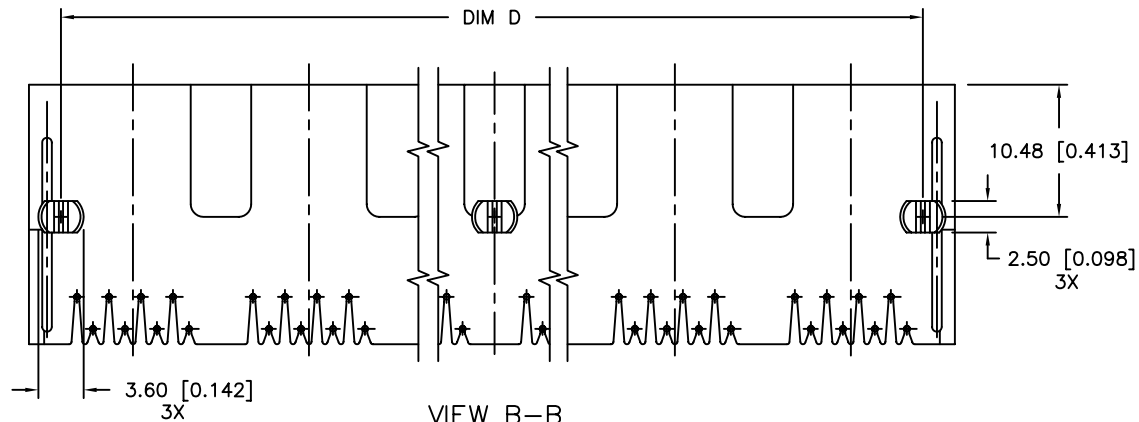 DIM D
10.48 [0.413]
2.50 [0.098]
3X
3.60 [0.142]
3X
VIEW B-B